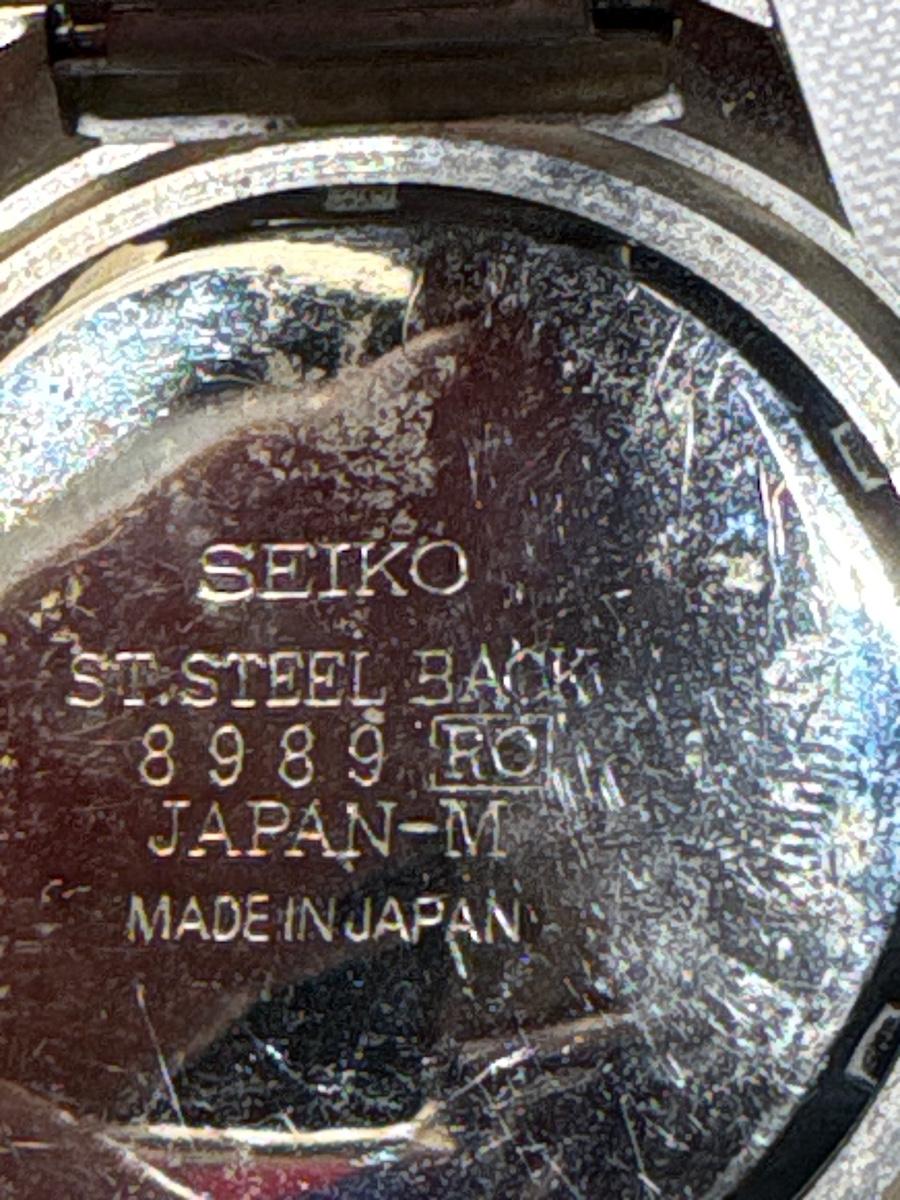 SEIKO
ST.STEEL BACK
8989 RO
JAPAN-M
MADE IN JAPAN